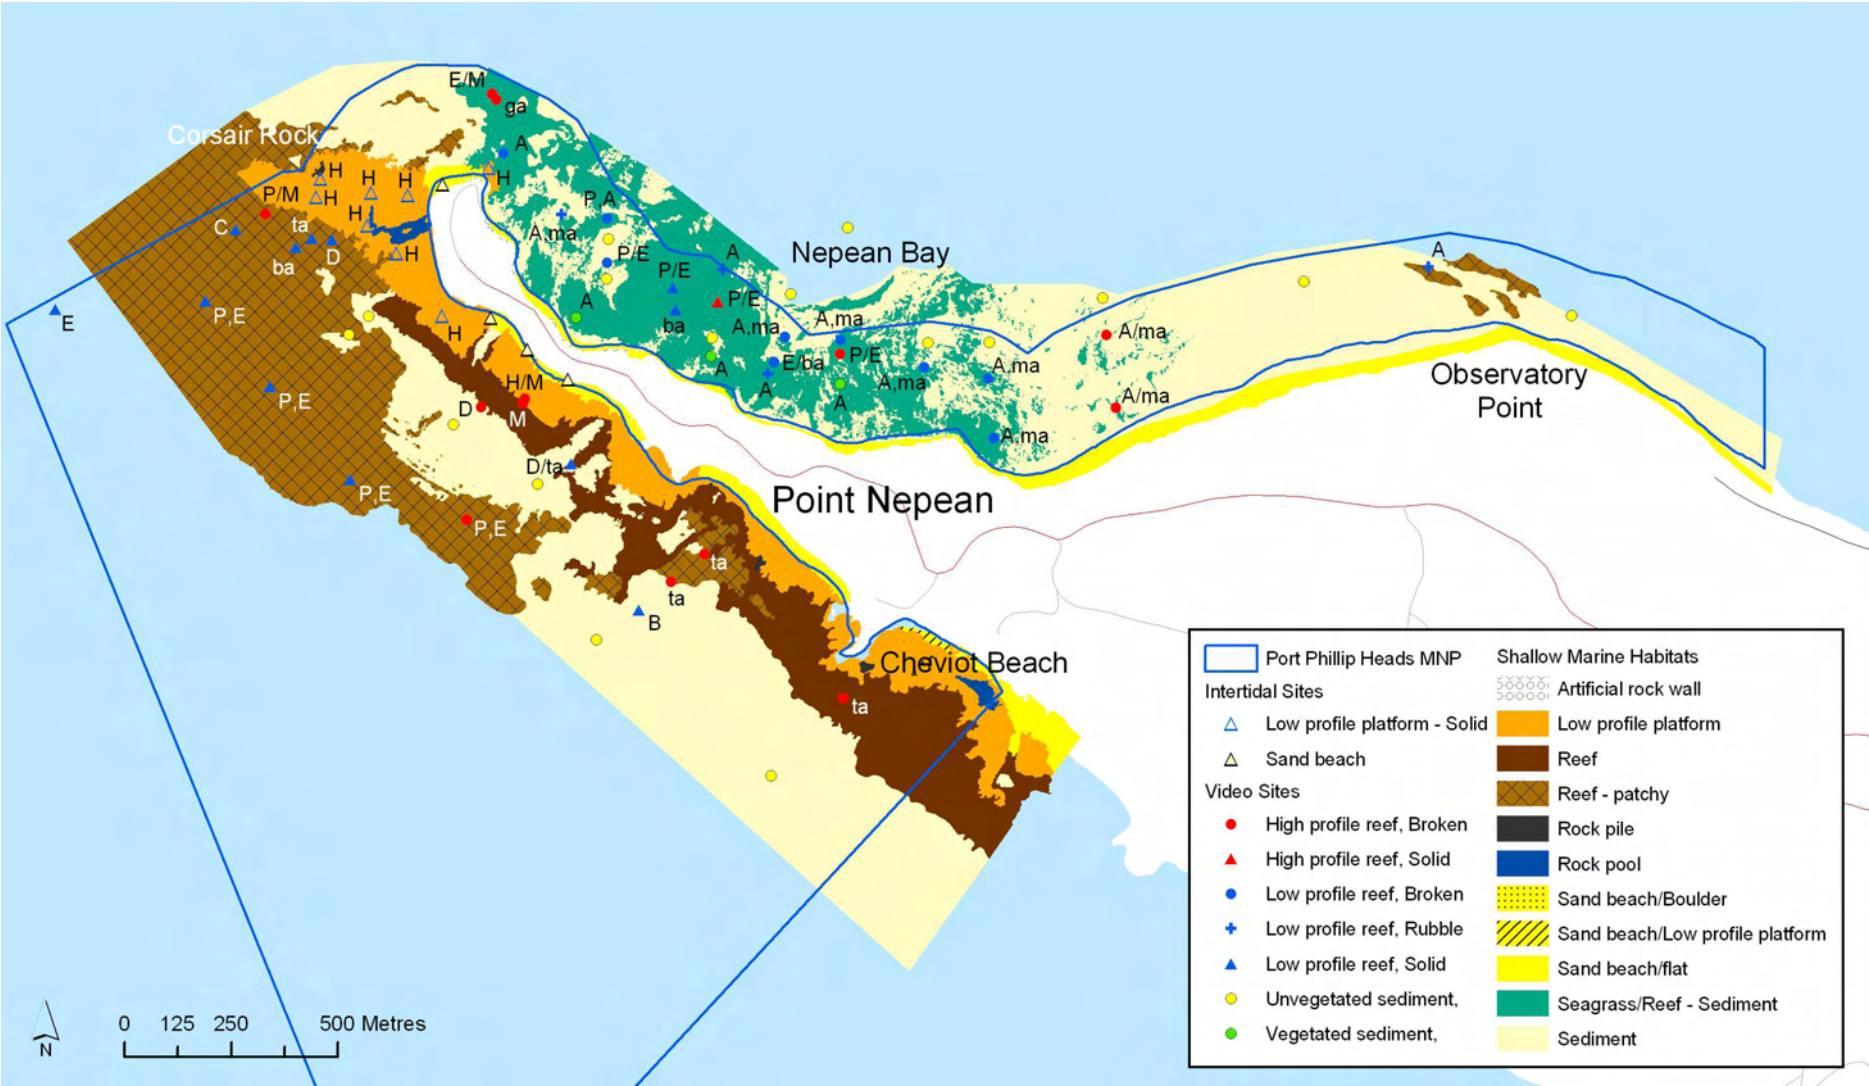 E/M
ga
Corsair Rock
A
H
H
H
H
P/M
H
H
P,A
C
ta
A,ma
ba
D
H
P/E
A
Nepean Bay
A
P/E
E
P,E
A
P/E
ba
A,ma
A,ma
A/ma
H
P/E
E/ba
A,ma
A,ma
Observatory
Point
A
A
A
H/M
P,E
D
M
A/ma
A,ma
D/ta
P,E
Point Nepean
P,E
ta
ta
B
Cheviot Beach
ta
Port Phillip Heads MNP
Intertidal Sites
Low profile platform - Solid
Sand beach
Video Sites
High profile reef, Broken
High profile reef, Solid
Low profile reef, Broken
Low profile reef, Rubble
Low profile reef, Solid
Unvegetated sediment,
Vegetated sediment,
Shallow Marine Habitats
Artificial rock wall
Low profile platform
Reef
Reef - patchy
Rock pile
Rock pool
Sand beach/Boulder
Sand beach/Low profile platform
Sand beach/flat
Seagrass/Reef - Sediment
Sediment
N
0 125 250 500 Metres